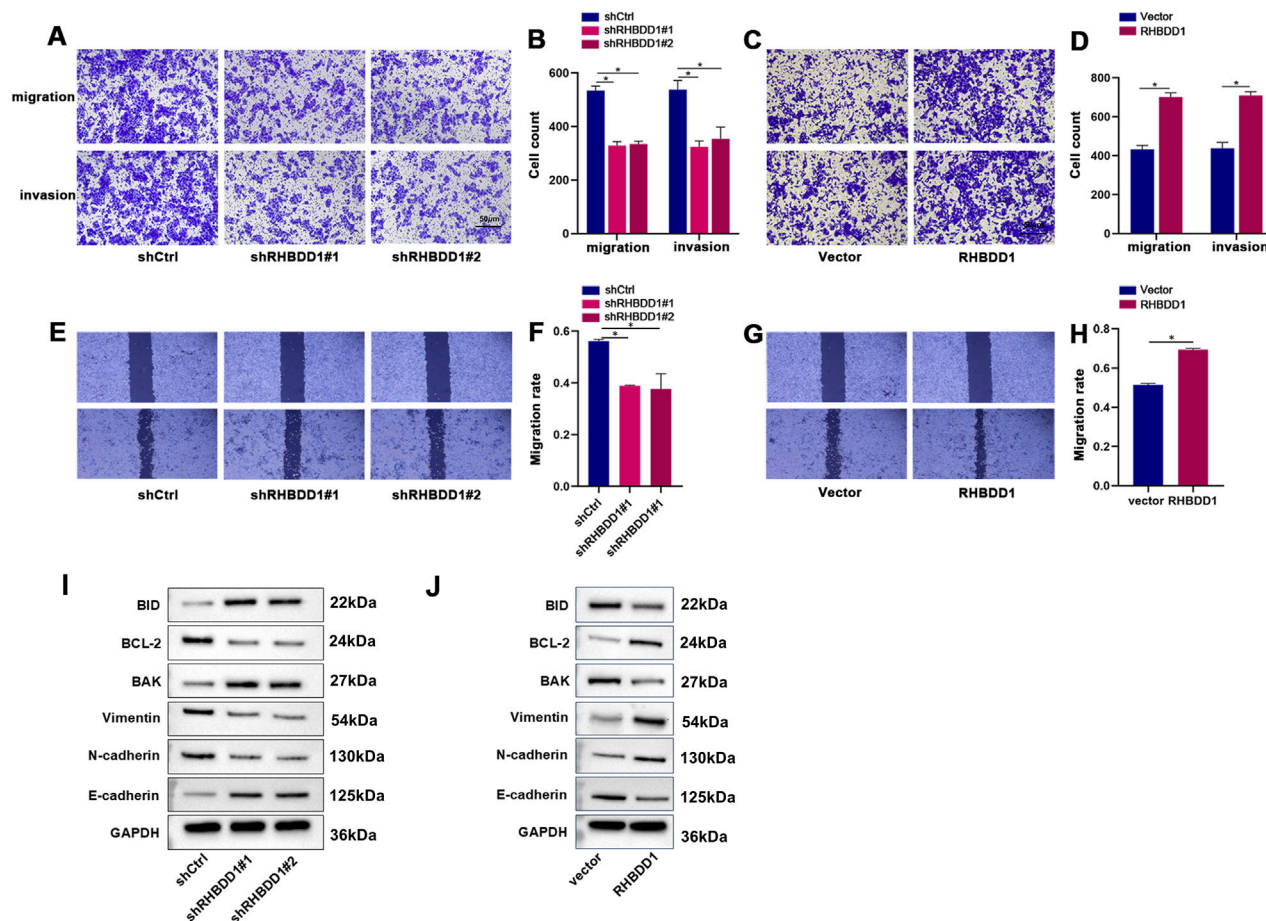 A
migration
invasion
50μm
shCtrl
shRHBDD1#1
shRHBDD1#2
B
shCtrl
shRHBDD1#1
shRHBDD1#2
Cell count
600
400
200
0
*
*
*
*
migration
invasion
C
Vector
RHBDD1
D
Vector
RHBDD1
Cell count
800
600
400
200
0
*
*
migration
invasion
E
shCtrl
shRHBDD1#1
shRHBDD1#2
F
shCtrl
shRHBDD1#1
shRHBDD1#2
Migration rate
0.6
0.4
0.2
0.0
*
*
shCtrl
shRHBDD1#1
shRHBDD1#1
G
Vector
RHBDD1
H
Vector
RHBDD1
Migration rate
0.8
0.6
0.4
0.2
0.0
*
vector RHBDD1
I
BID 22kDa
BCL-2 24kDa
BAK 27kDa
Vimentin 54kDa
N-cadherin 130kDa
E-cadherin 125kDa
GAPDH 36kDa
shCtrl
shRHBDD1#1
shRHBDD1#2
J
BID 22kDa
BCL-2 24kDa
BAK 27kDa
Vimentin 54kDa
N-cadherin 130kDa
E-cadherin 125kDa
GAPDH 36kDa
vector
RHBDD1